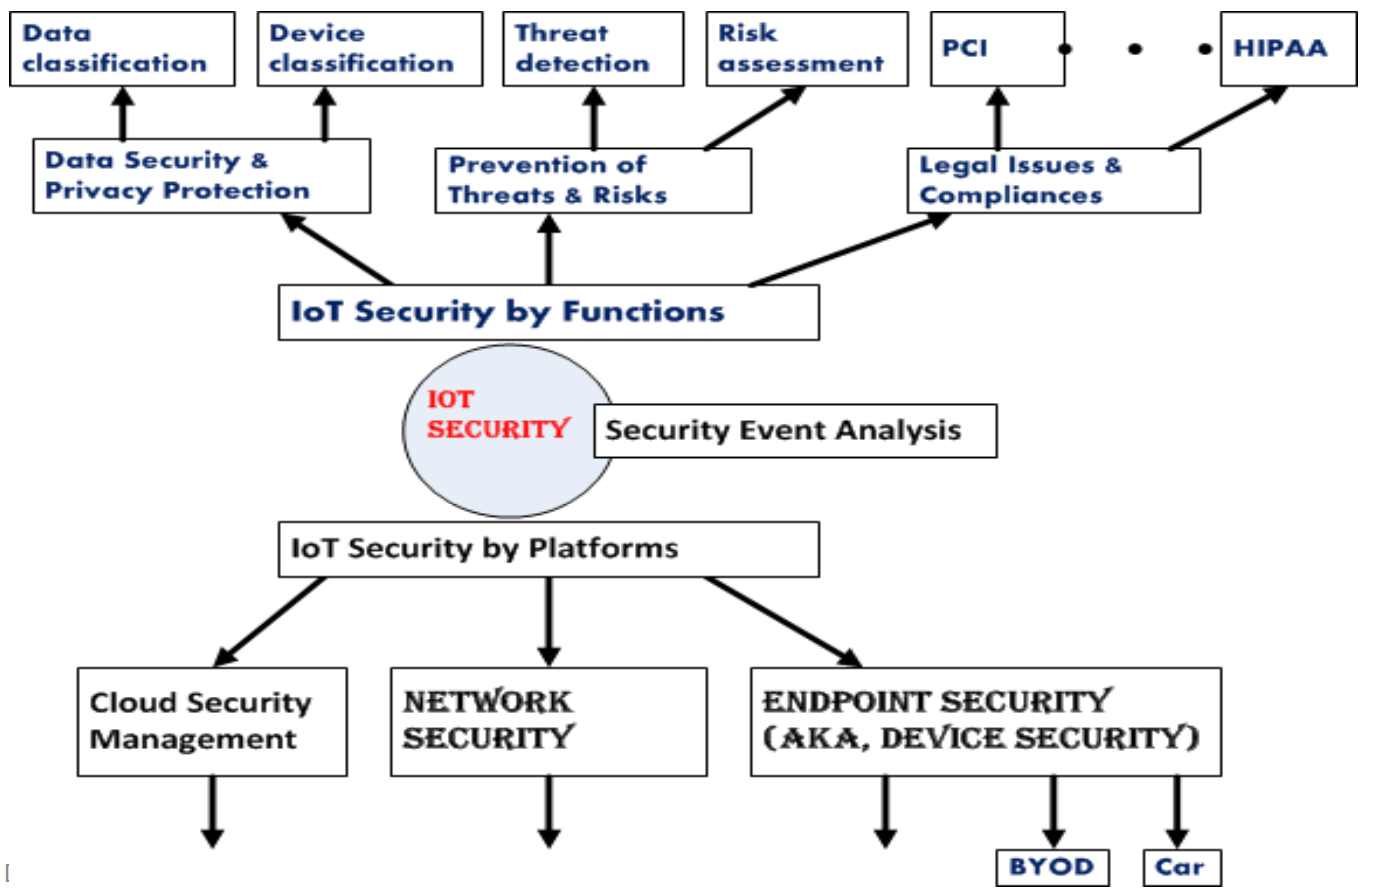 Data
classification
Device
classification
Threat
detection
Risk
assessment
PCI
HIPAA
Data Security &
Privacy Protection
Prevention of
Threats & Risks
Legal Issues &
Compliances
IoT Security by Functions
IOT
SECURITY
Security Event Analysis
IoT Security by Platforms
Cloud Security
Management
NETWORK
SECURITY
ENDPOINT SECURITY
(AKA, DEVICE SECURITY)
BYOD
Car